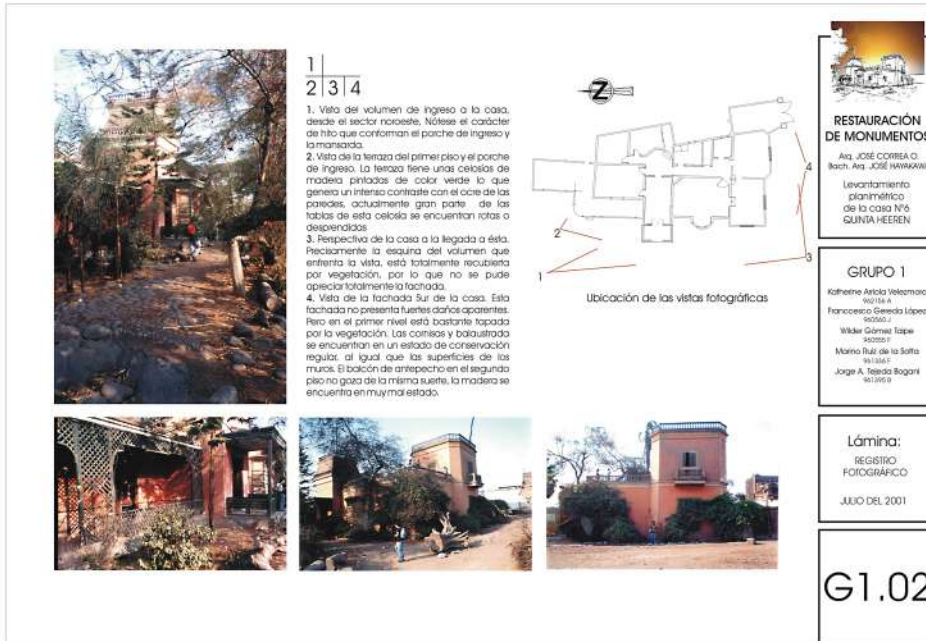 1
2 3 4
1. Vista del volumen de ingreso a la casa,
desde el sector noroeste, Nótese el carácter
de hito que conforman el porche de ingreso y
la mansarda.
2. Vista de la terraza del primer piso y el porche
de ingreso. La terraza tiene unas celosías de
madera pintadas de color verde lo que
genera un intenso contraste con el ocre de las
paredes, actualmente gran parte de las
tablas de esta celosía se encuentran rotas o
desprendidas
3. Perspectiva de la casa a la llegada a ésta.
Precisamente la esquina del volumen que
enfrenta la vista, está totalmente recubierta
por vegetación, por lo que no se pude
apreciar totalmente la fachada.
4. Vista de la fachada Sur de la casa. Esta
fachada no presenta fuertes daños aparentes.
Pero en el primer nivel está bastante tapada
por la vegetación. Las cornisas y balaustrada
se encuentran en un estado de conservación
regular, al igual que las superficies de los
muros. El balcón de antepecho en el segundo
piso no goza de la misma suerte, la madera se
encuentra en muy mal estado.
Z
4
2
3
1
Ubicación de las vistas fotográficas
RESTAURACIÓN
DE MONUMENTOS
Arq. JOSÉ CORREA O.
Bach. Arq. JOSÉ HAYAKAWA
Levantamiento
planimétrico
de la casa Nº6
QUINTA HEEREN
GRUPO 1
Katherine Arriola Velezmoro
962156 A
Franccesco Gereda López
960560 J
Wilder Gómez Taipe
960555 F
Marino Ruiz de la Sotta
Jorge A. Tejeda Bogani
Lámina:
REGISTRO
FOTOGRÁFICO
JULIO DEL 2001
G1.02